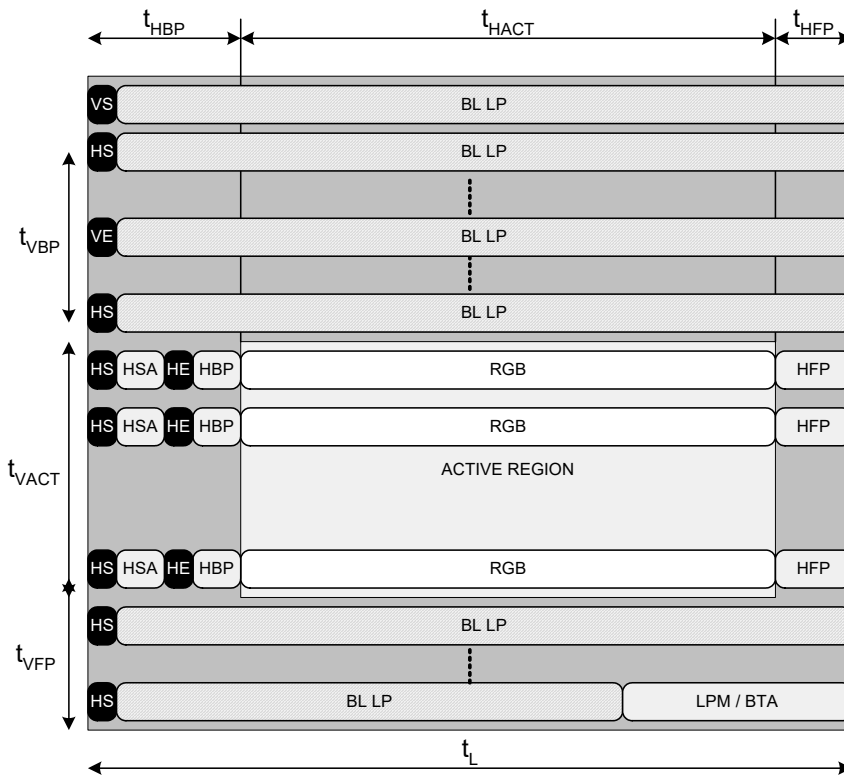 tHBP tHACT tHFP
VS BL LP
HS BL LP
tVBP
VE BL LP
HS BL LP
HS HSA HE HBP RGB HFP
HS HSA HE HBP RGB HFP
tVACT ACTIVE REGION
HS HSA HE HBP RGB HFP
HS BL LP
tVFP
HS BL LP LPM / BTA
tL